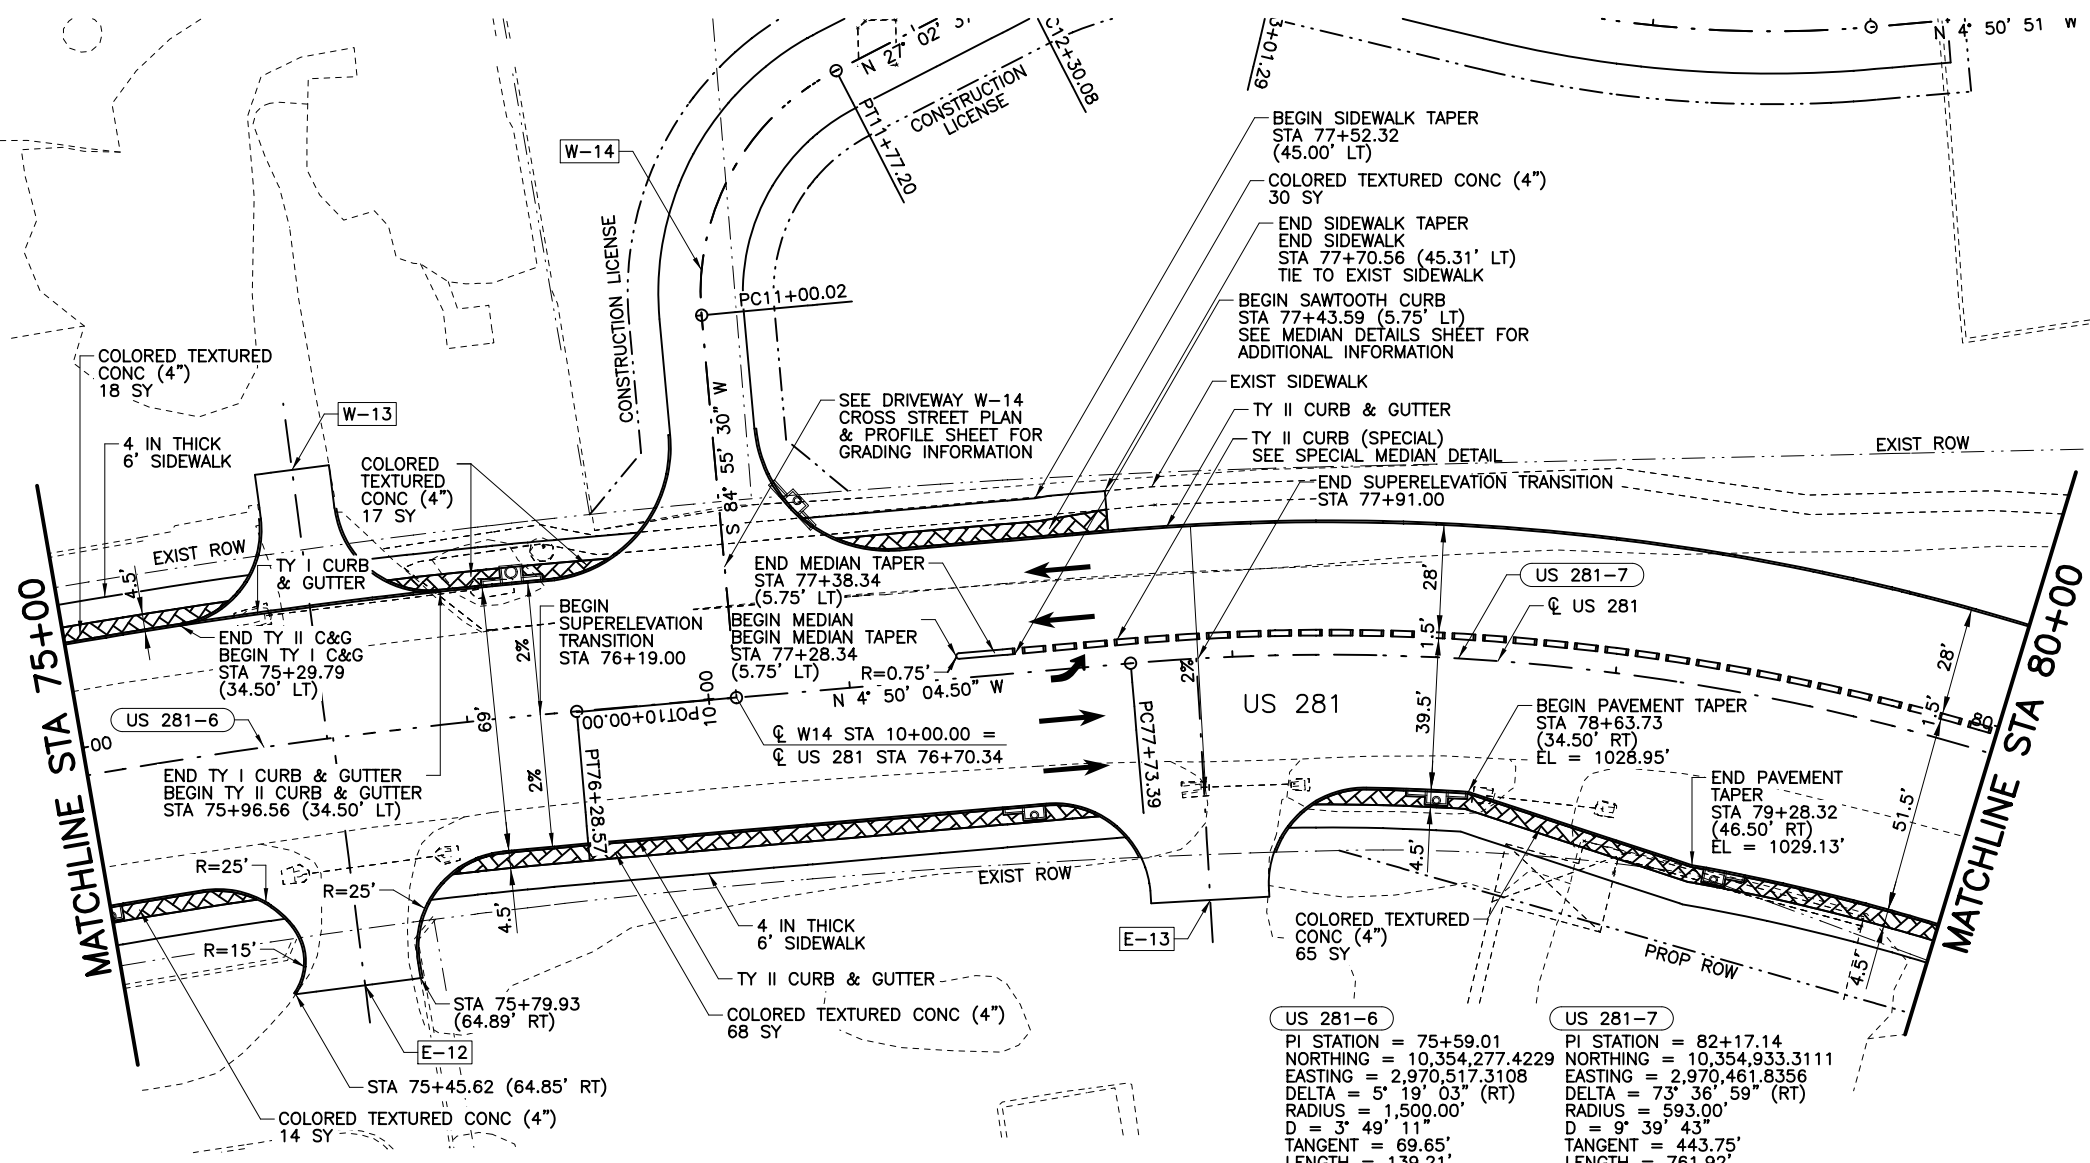 N 27° 02' 3
PT11+77.20
C12+30.08
CONSTRUCTION
LICENSE
3+01.29
N 4° 50' 51 W
W-14
CONSTRUCTION LICENSE
PC11+00.02
S 84° 55' 30" W
BEGIN SIDEWALK TAPER
STA 77+52.32
(45.00' LT)
COLORED TEXTURED CONC (4")
30 SY
END SIDEWALK TAPER
END SIDEWALK
STA 77+70.56 (45.31' LT)
TIE TO EXIST SIDEWALK
BEGIN SAWTOOTH CURB
STA 77+43.59 (5.75' LT)
SEE MEDIAN DETAILS SHEET FOR
ADDITIONAL INFORMATION
EXIST SIDEWALK
TY II CURB & GUTTER
TY II CURB (SPECIAL)
SEE SPECIAL MEDIAN DETAIL
END SUPERELEVATION TRANSITION
STA 77+91.00
EXIST ROW
COLORED TEXTURED
CONC (4")
18 SY
W-13
4 IN THICK
6' SIDEWALK
COLORED
TEXTURED
CONC (4")
17 SY
SEE DRIVEWAY W-14
CROSS STREET PLAN
& PROFILE SHEET FOR
GRADING INFORMATION
EXIST ROW
TY I CURB
& GUTTER
4.5'
MATCHLINE STA 75+00
END TY II C&G
BEGIN TY I C&G
STA 75+29.79
(34.50' LT)
US 281-6
00
END TY I CURB & GUTTER
BEGIN TY II CURB & GUTTER
STA 75+96.56 (34.50' LT)
69'
2%
2%
BEGIN
SUPERELEVATION
TRANSITION
STA 76+19.00
END MEDIAN TAPER
STA 77+38.34
(5.75' LT)
BEGIN MEDIAN
BEGIN MEDIAN TAPER
STA 77+28.34
(5.75' LT)
R=0.75'
N 4° 50' 04.50" W
10+00
POT10+00.00
PT76+28.57
℄ W14 STA 10+00.00 =
℄ US 281 STA 76+70.34
PC77+73.39
2%
US 281
28'
1.5'
39.5'
4.5'
US 281-7
℄ US 281
28'
1.5'
80
51.5'
4.5'
MATCHLINE STA 80+00
BEGIN PAVEMENT TAPER
STA 78+63.73
(34.50' RT)
EL = 1028.95'
END PAVEMENT
TAPER
STA 79+28.32
(46.50' RT)
EL = 1029.13'
R=25'
R=25'
R=15'
4.5'
EXIST ROW
4 IN THICK
6' SIDEWALK
E-13
COLORED TEXTURED
CONC (4")
65 SY
PROP ROW
TY II CURB & GUTTER
COLORED TEXTURED CONC (4")
68 SY
STA 75+79.93
(64.89' RT)
E-12
STA 75+45.62 (64.85' RT)
COLORED TEXTURED CONC (4")
14 SY
US 281-6
PI STATION = 75+59.01
NORTHING = 10,354,277.4229
EASTING = 2,970,517.3108
DELTA = 5° 19' 03" (RT)
RADIUS = 1,500.00'
D = 3° 49' 11"
TANGENT = 69.65'
LENGTH = 139.21'
US 281-7
PI STATION = 82+17.14
NORTHING = 10,354,933.3111
EASTING = 2,970,461.8356
DELTA = 73° 36' 59" (RT)
RADIUS = 593.00'
D = 9° 39' 43"
TANGENT = 443.75'
LENGTH = 761.92'